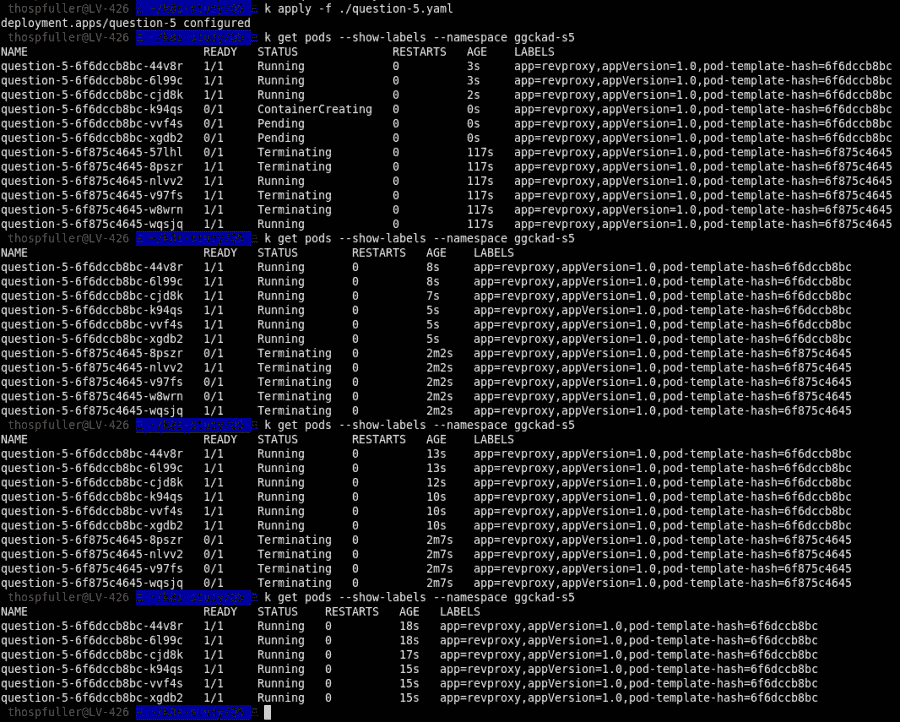 thospfuller@LV-426 k apply -f ./question-5.yaml
deployment.apps/question-5 configured
thospfuller@LV-426 k get pods --show-labels --namespace ggckad-s5
NAME READY STATUS RESTARTS AGE LABELS
question-5-6f6dccb8bc-44v8r 1/1 Running 0 3s app=revproxy,appVersion=1.0,pod-template-hash=6f6dccb8bc
question-5-6f6dccb8bc-6l99c 1/1 Running 0 3s app=revproxy,appVersion=1.0,pod-template-hash=6f6dccb8bc
question-5-6f6dccb8bc-cjd8k 1/1 Running 0 2s app=revproxy,appVersion=1.0,pod-template-hash=6f6dccb8bc
question-5-6f6dccb8bc-k94qs 0/1 ContainerCreating 0 0s app=revproxy,appVersion=1.0,pod-template-hash=6f6dccb8bc
question-5-6f6dccb8bc-vvf4s 0/1 Pending 0 0s app=revproxy,appVersion=1.0,pod-template-hash=6f6dccb8bc
question-5-6f6dccb8bc-xgdb2 0/1 Pending 0 0s app=revproxy,appVersion=1.0,pod-template-hash=6f6dccb8bc
question-5-6f875c4645-57lhl 0/1 Terminating 0 117s app=revproxy,appVersion=1.0,pod-template-hash=6f875c4645
question-5-6f875c4645-8pszr 1/1 Terminating 0 117s app=revproxy,appVersion=1.0,pod-template-hash=6f875c4645
question-5-6f875c4645-nlvv2 1/1 Running 0 117s app=revproxy,appVersion=1.0,pod-template-hash=6f875c4645
question-5-6f875c4645-v97fs 1/1 Terminating 0 117s app=revproxy,appVersion=1.0,pod-template-hash=6f875c4645
question-5-6f875c4645-w8wrn 1/1 Terminating 0 117s app=revproxy,appVersion=1.0,pod-template-hash=6f875c4645
question-5-6f875c4645-wqsjq 1/1 Running 0 117s app=revproxy,appVersion=1.0,pod-template-hash=6f875c4645
thospfuller@LV-426 k get pods --show-labels --namespace ggckad-s5
NAME READY STATUS RESTARTS AGE LABELS
question-5-6f6dccb8bc-44v8r 1/1 Running 0 8s app=revproxy,appVersion=1.0,pod-template-hash=6f6dccb8bc
question-5-6f6dccb8bc-6l99c 1/1 Running 0 8s app=revproxy,appVersion=1.0,pod-template-hash=6f6dccb8bc
question-5-6f6dccb8bc-cjd8k 1/1 Running 0 7s app=revproxy,appVersion=1.0,pod-template-hash=6f6dccb8bc
question-5-6f6dccb8bc-k94qs 1/1 Running 0 5s app=revproxy,appVersion=1.0,pod-template-hash=6f6dccb8bc
question-5-6f6dccb8bc-vvf4s 1/1 Running 0 5s app=revproxy,appVersion=1.0,pod-template-hash=6f6dccb8bc
question-5-6f6dccb8bc-xgdb2 1/1 Running 0 5s app=revproxy,appVersion=1.0,pod-template-hash=6f6dccb8bc
question-5-6f875c4645-8pszr 0/1 Terminating 0 2m2s app=revproxy,appVersion=1.0,pod-template-hash=6f875c4645
question-5-6f875c4645-nlvv2 1/1 Terminating 0 2m2s app=revproxy,appVersion=1.0,pod-template-hash=6f875c4645
question-5-6f875c4645-v97fs 0/1 Terminating 0 2m2s app=revproxy,appVersion=1.0,pod-template-hash=6f875c4645
question-5-6f875c4645-w8wrn 0/1 Terminating 0 2m2s app=revproxy,appVersion=1.0,pod-template-hash=6f875c4645
question-5-6f875c4645-wqsjq 1/1 Terminating 0 2m2s app=revproxy,appVersion=1.0,pod-template-hash=6f875c4645
thospfuller@LV-426 k get pods --show-labels --namespace ggckad-s5
NAME READY STATUS RESTARTS AGE LABELS
question-5-6f6dccb8bc-44v8r 1/1 Running 0 13s app=revproxy,appVersion=1.0,pod-template-hash=6f6dccb8bc
question-5-6f6dccb8bc-6l99c 1/1 Running 0 13s app=revproxy,appVersion=1.0,pod-template-hash=6f6dccb8bc
question-5-6f6dccb8bc-cjd8k 1/1 Running 0 12s app=revproxy,appVersion=1.0,pod-template-hash=6f6dccb8bc
question-5-6f6dccb8bc-k94qs 1/1 Running 0 10s app=revproxy,appVersion=1.0,pod-template-hash=6f6dccb8bc
question-5-6f6dccb8bc-vvf4s 1/1 Running 0 10s app=revproxy,appVersion=1.0,pod-template-hash=6f6dccb8bc
question-5-6f6dccb8bc-xgdb2 1/1 Running 0 10s app=revproxy,appVersion=1.0,pod-template-hash=6f6dccb8bc
question-5-6f875c4645-8pszr 0/1 Terminating 0 2m7s app=revproxy,appVersion=1.0,pod-template-hash=6f875c4645
question-5-6f875c4645-nlvv2 0/1 Terminating 0 2m7s app=revproxy,appVersion=1.0,pod-template-hash=6f875c4645
question-5-6f875c4645-v97fs 0/1 Terminating 0 2m7s app=revproxy,appVersion=1.0,pod-template-hash=6f875c4645
question-5-6f875c4645-wqsjq 0/1 Terminating 0 2m7s app=revproxy,appVersion=1.0,pod-template-hash=6f875c4645
thospfuller@LV-426 k get pods --show-labels --namespace ggckad-s5
NAME READY STATUS RESTARTS AGE LABELS
question-5-6f6dccb8bc-44v8r 1/1 Running 0 18s app=revproxy,appVersion=1.0,pod-template-hash=6f6dccb8bc
question-5-6f6dccb8bc-6l99c 1/1 Running 0 18s app=revproxy,appVersion=1.0,pod-template-hash=6f6dccb8bc
question-5-6f6dccb8bc-cjd8k 1/1 Running 0 17s app=revproxy,appVersion=1.0,pod-template-hash=6f6dccb8bc
question-5-6f6dccb8bc-k94qs 1/1 Running 0 15s app=revproxy,appVersion=1.0,pod-template-hash=6f6dccb8bc
question-5-6f6dccb8bc-vvf4s 1/1 Running 0 15s app=revproxy,appVersion=1.0,pod-template-hash=6f6dccb8bc
question-5-6f6dccb8bc-xgdb2 1/1 Running 0 15s app=revproxy,appVersion=1.0,pod-template-hash=6f6dccb8bc
thospfuller@LV-426